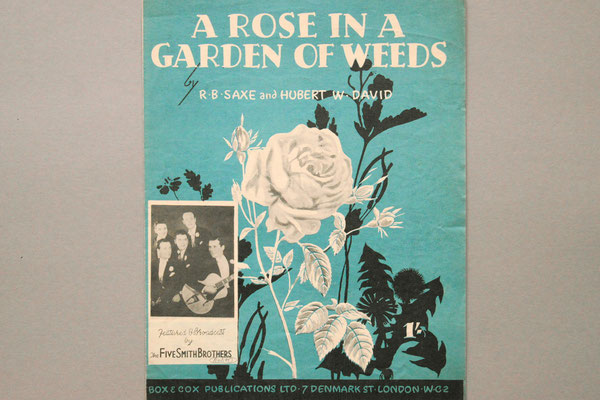 A ROSE IN A
GARDEN OF WEEDS
by
R·B·SAXE and HUBERT W·DAVID
Featured & Broadcast
by
The FIVE SMITH BROTHERS
1/-
BOX & COX PUBLICATIONS LTD·7 DENMARK ST·LONDON·W·C2